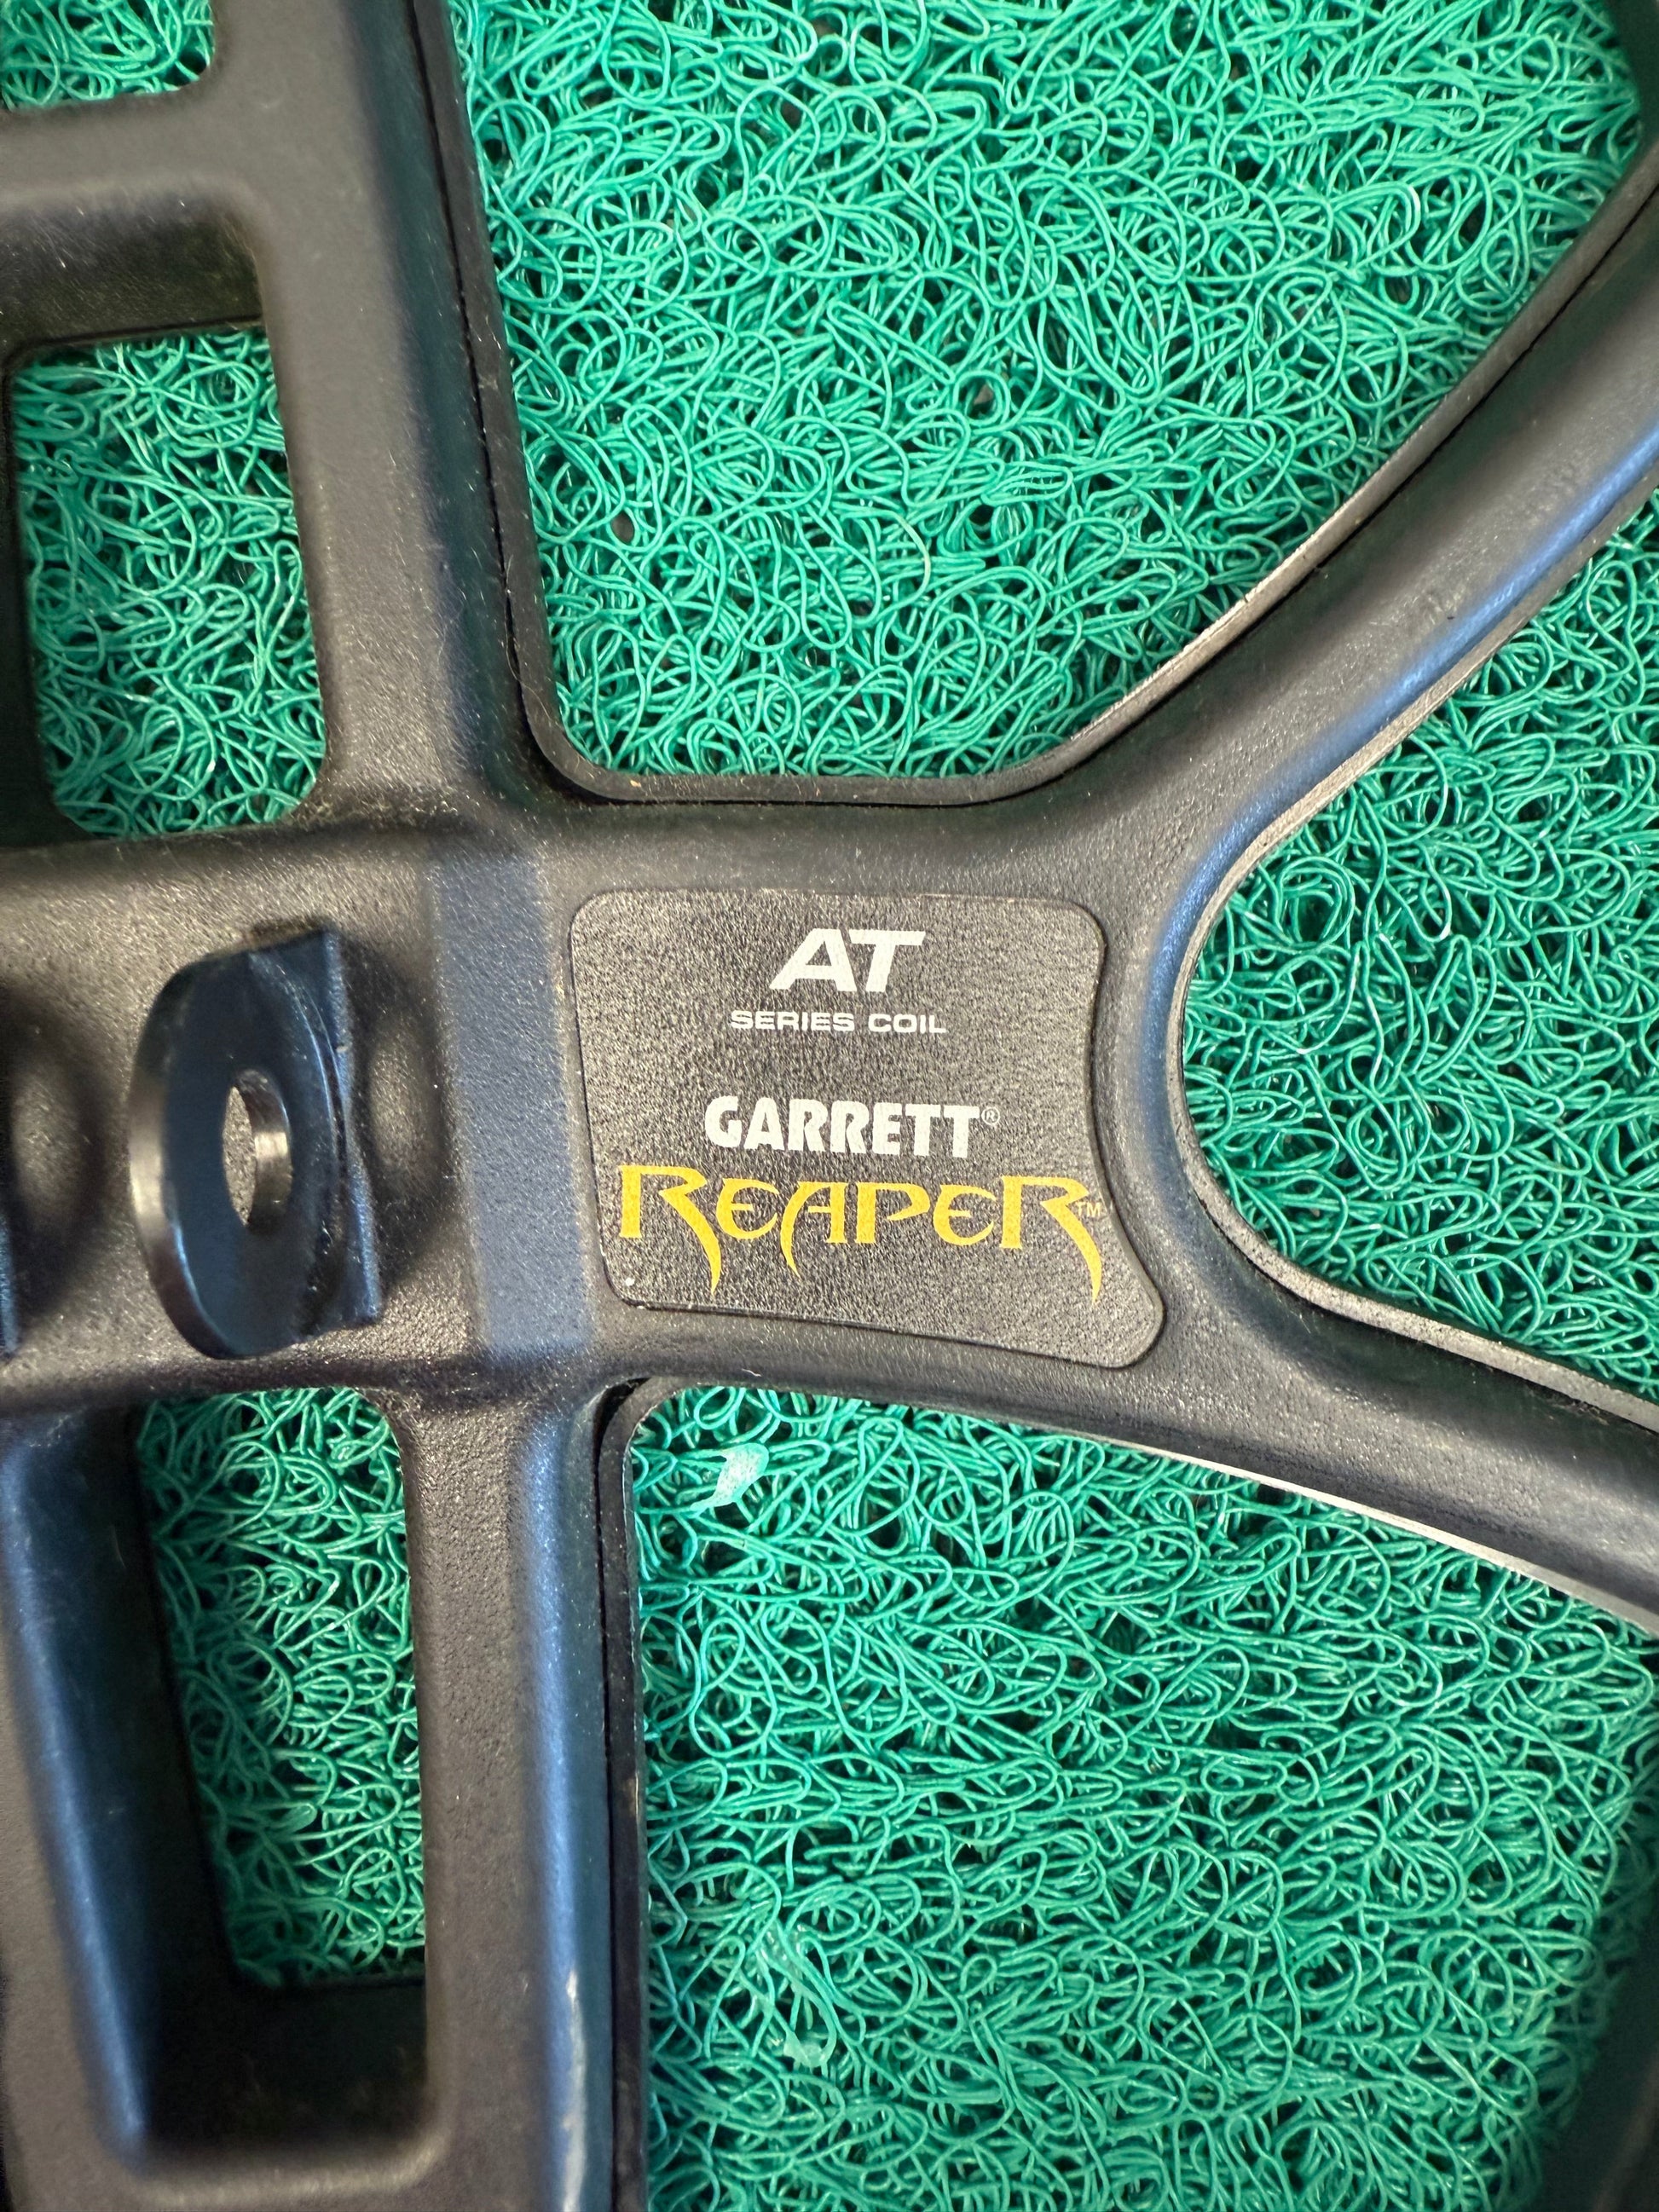 AT
SERIES COIL
GARRETT®
REAPER™